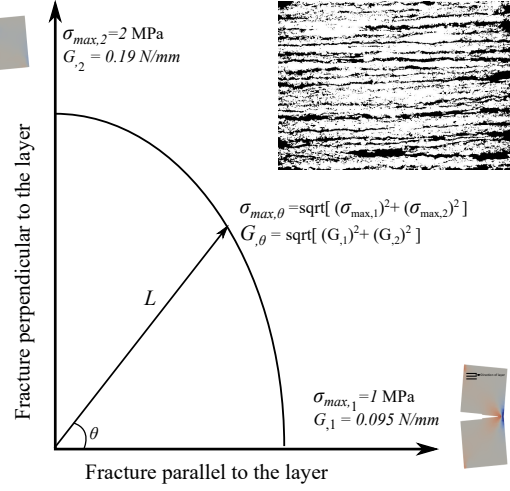 σmax,2=2 MPa
G,2 = 0.19 N/mm
Fracture perpendicular to the layer
σmax,θ =sqrt[ (σmax,1)²+ (σmax,2)² ]
G,θ = sqrt[ (G,1)²+ (G,2)² ]
L
θ
σmax,1=1 MPa
G,1 = 0.095 N/mm
Fracture parallel to the layer